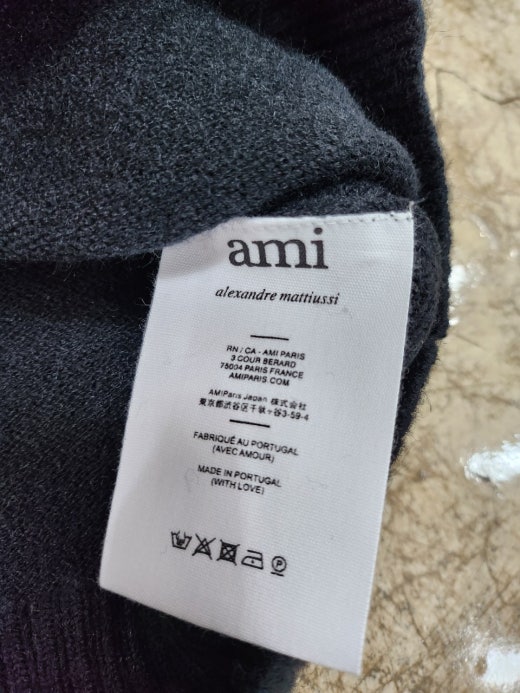 ami
alexandre mattiussi
RN / CA - AMI PARIS
3 COUR BERARD
75004 PARIS FRANCE
AMIPARIS.COM
AMIParis Japan 株式会社
東京都渋谷区千駄ヶ谷3-59-4
FABRIQUÉ AU PORTUGAL
(AVEC AMOUR)
MADE IN PORTUGAL
(WITH LOVE)
P